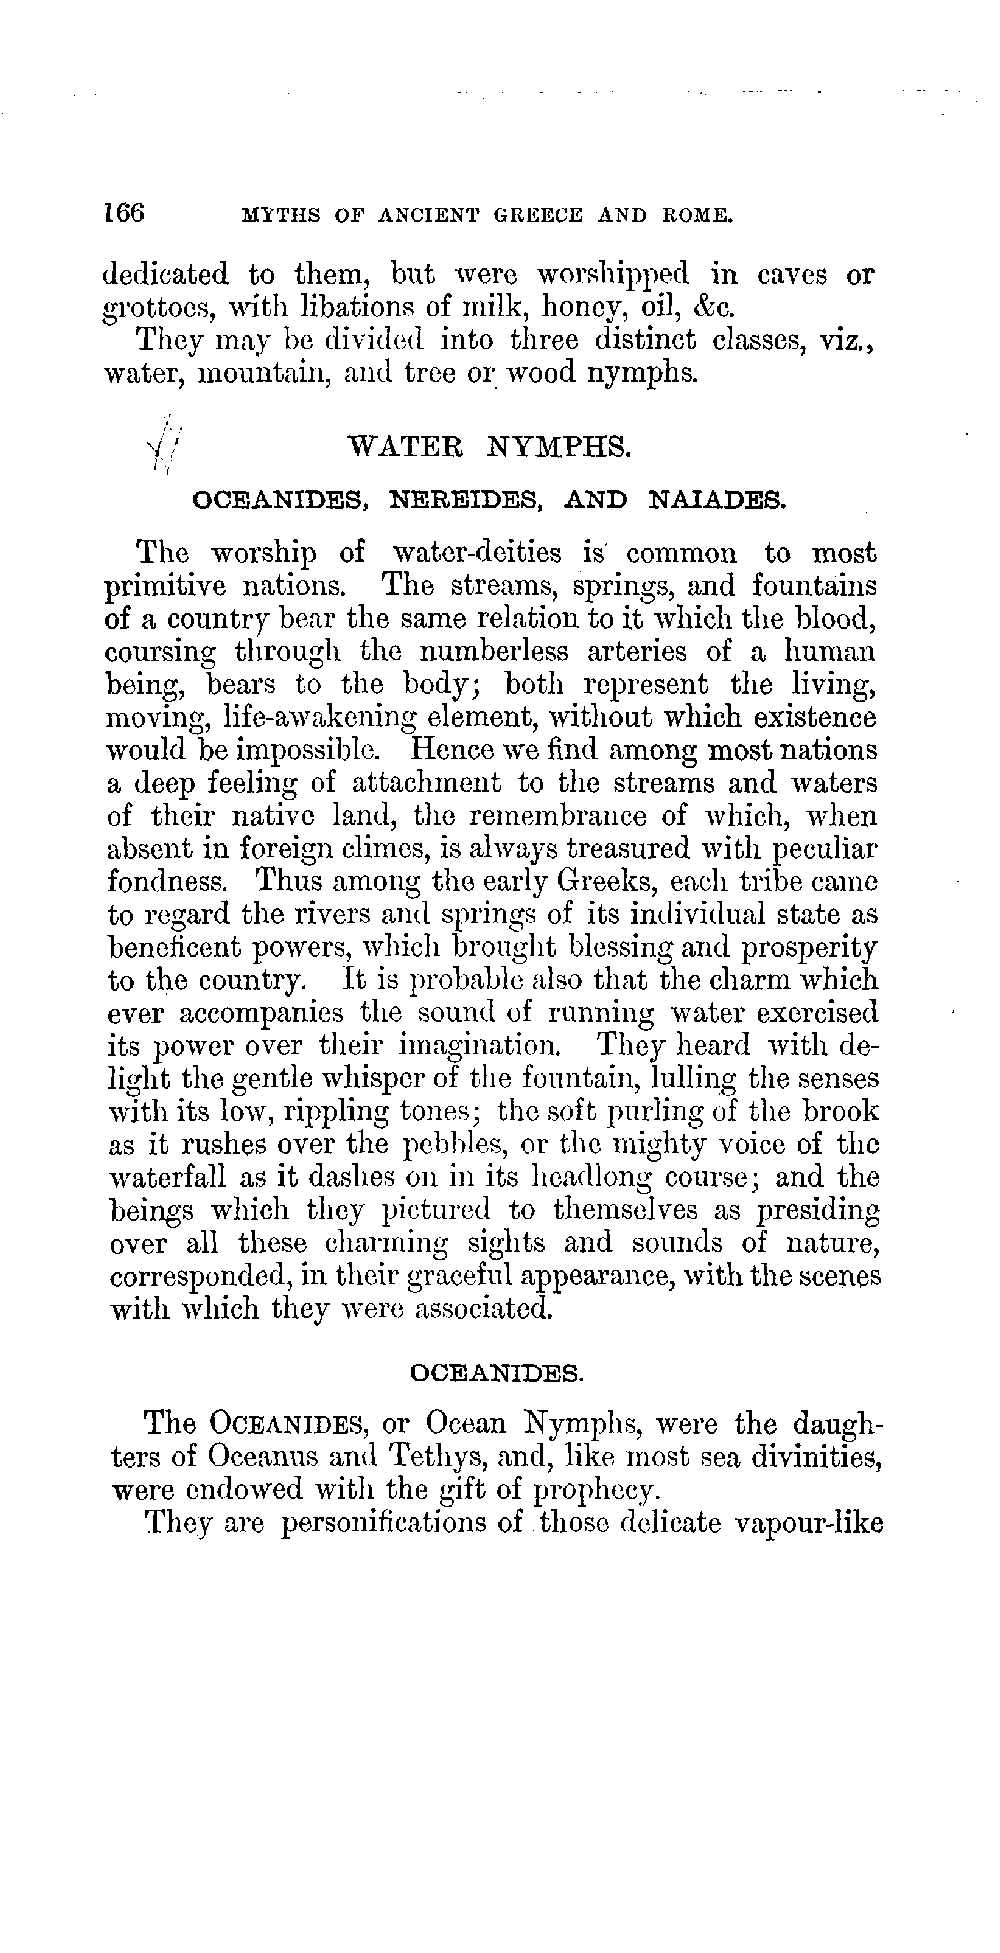 166 MYTHS OF ANCIENT GREECE AND ROME.
dedicated to them, but were worshipped in caves or
grottoes, with libations of milk, honey, oil, &c.
They may be divided into three distinct classes, viz.,
water, mountain, and tree or wood nymphs.
WATER NYMPHS.
OCEANIDES, NEREIDES, AND NAIADES.
The worship of water-deities is common to most
primitive nations. The streams, springs, and fountains
of a country bear the same relation to it which the blood,
coursing through the numberless arteries of a human
being, bears to the body; both represent the living,
moving, life-awakening element, without which existence
would be impossible. Hence we find among most nations
a deep feeling of attachment to the streams and waters
of their native land, the remembrance of which, when
absent in foreign climes, is always treasured with peculiar
fondness. Thus among the early Greeks, each tribe came
to regard the rivers and springs of its individual state as
beneficent powers, which brought blessing and prosperity
to the country. It is probable also that the charm which
ever accompanies the sound of running water exercised
its power over their imagination. They heard with de-
light the gentle whisper of the fountain, lulling the senses
with its low, rippling tones; the soft purling of the brook
as it rushes over the pebbles, or the mighty voice of the
waterfall as it dashes on in its headlong course; and the
beings which they pictured to themselves as presiding
over all these charming sights and sounds of nature,
corresponded, in their graceful appearance, with the scenes
with which they were associated.
OCEANIDES.
The OCEANIDES, or Ocean Nymphs, were the daugh-
ters of Oceanus and Tethys, and, like most sea divinities,
were endowed with the gift of prophecy.
They are personifications of those delicate vapour-like